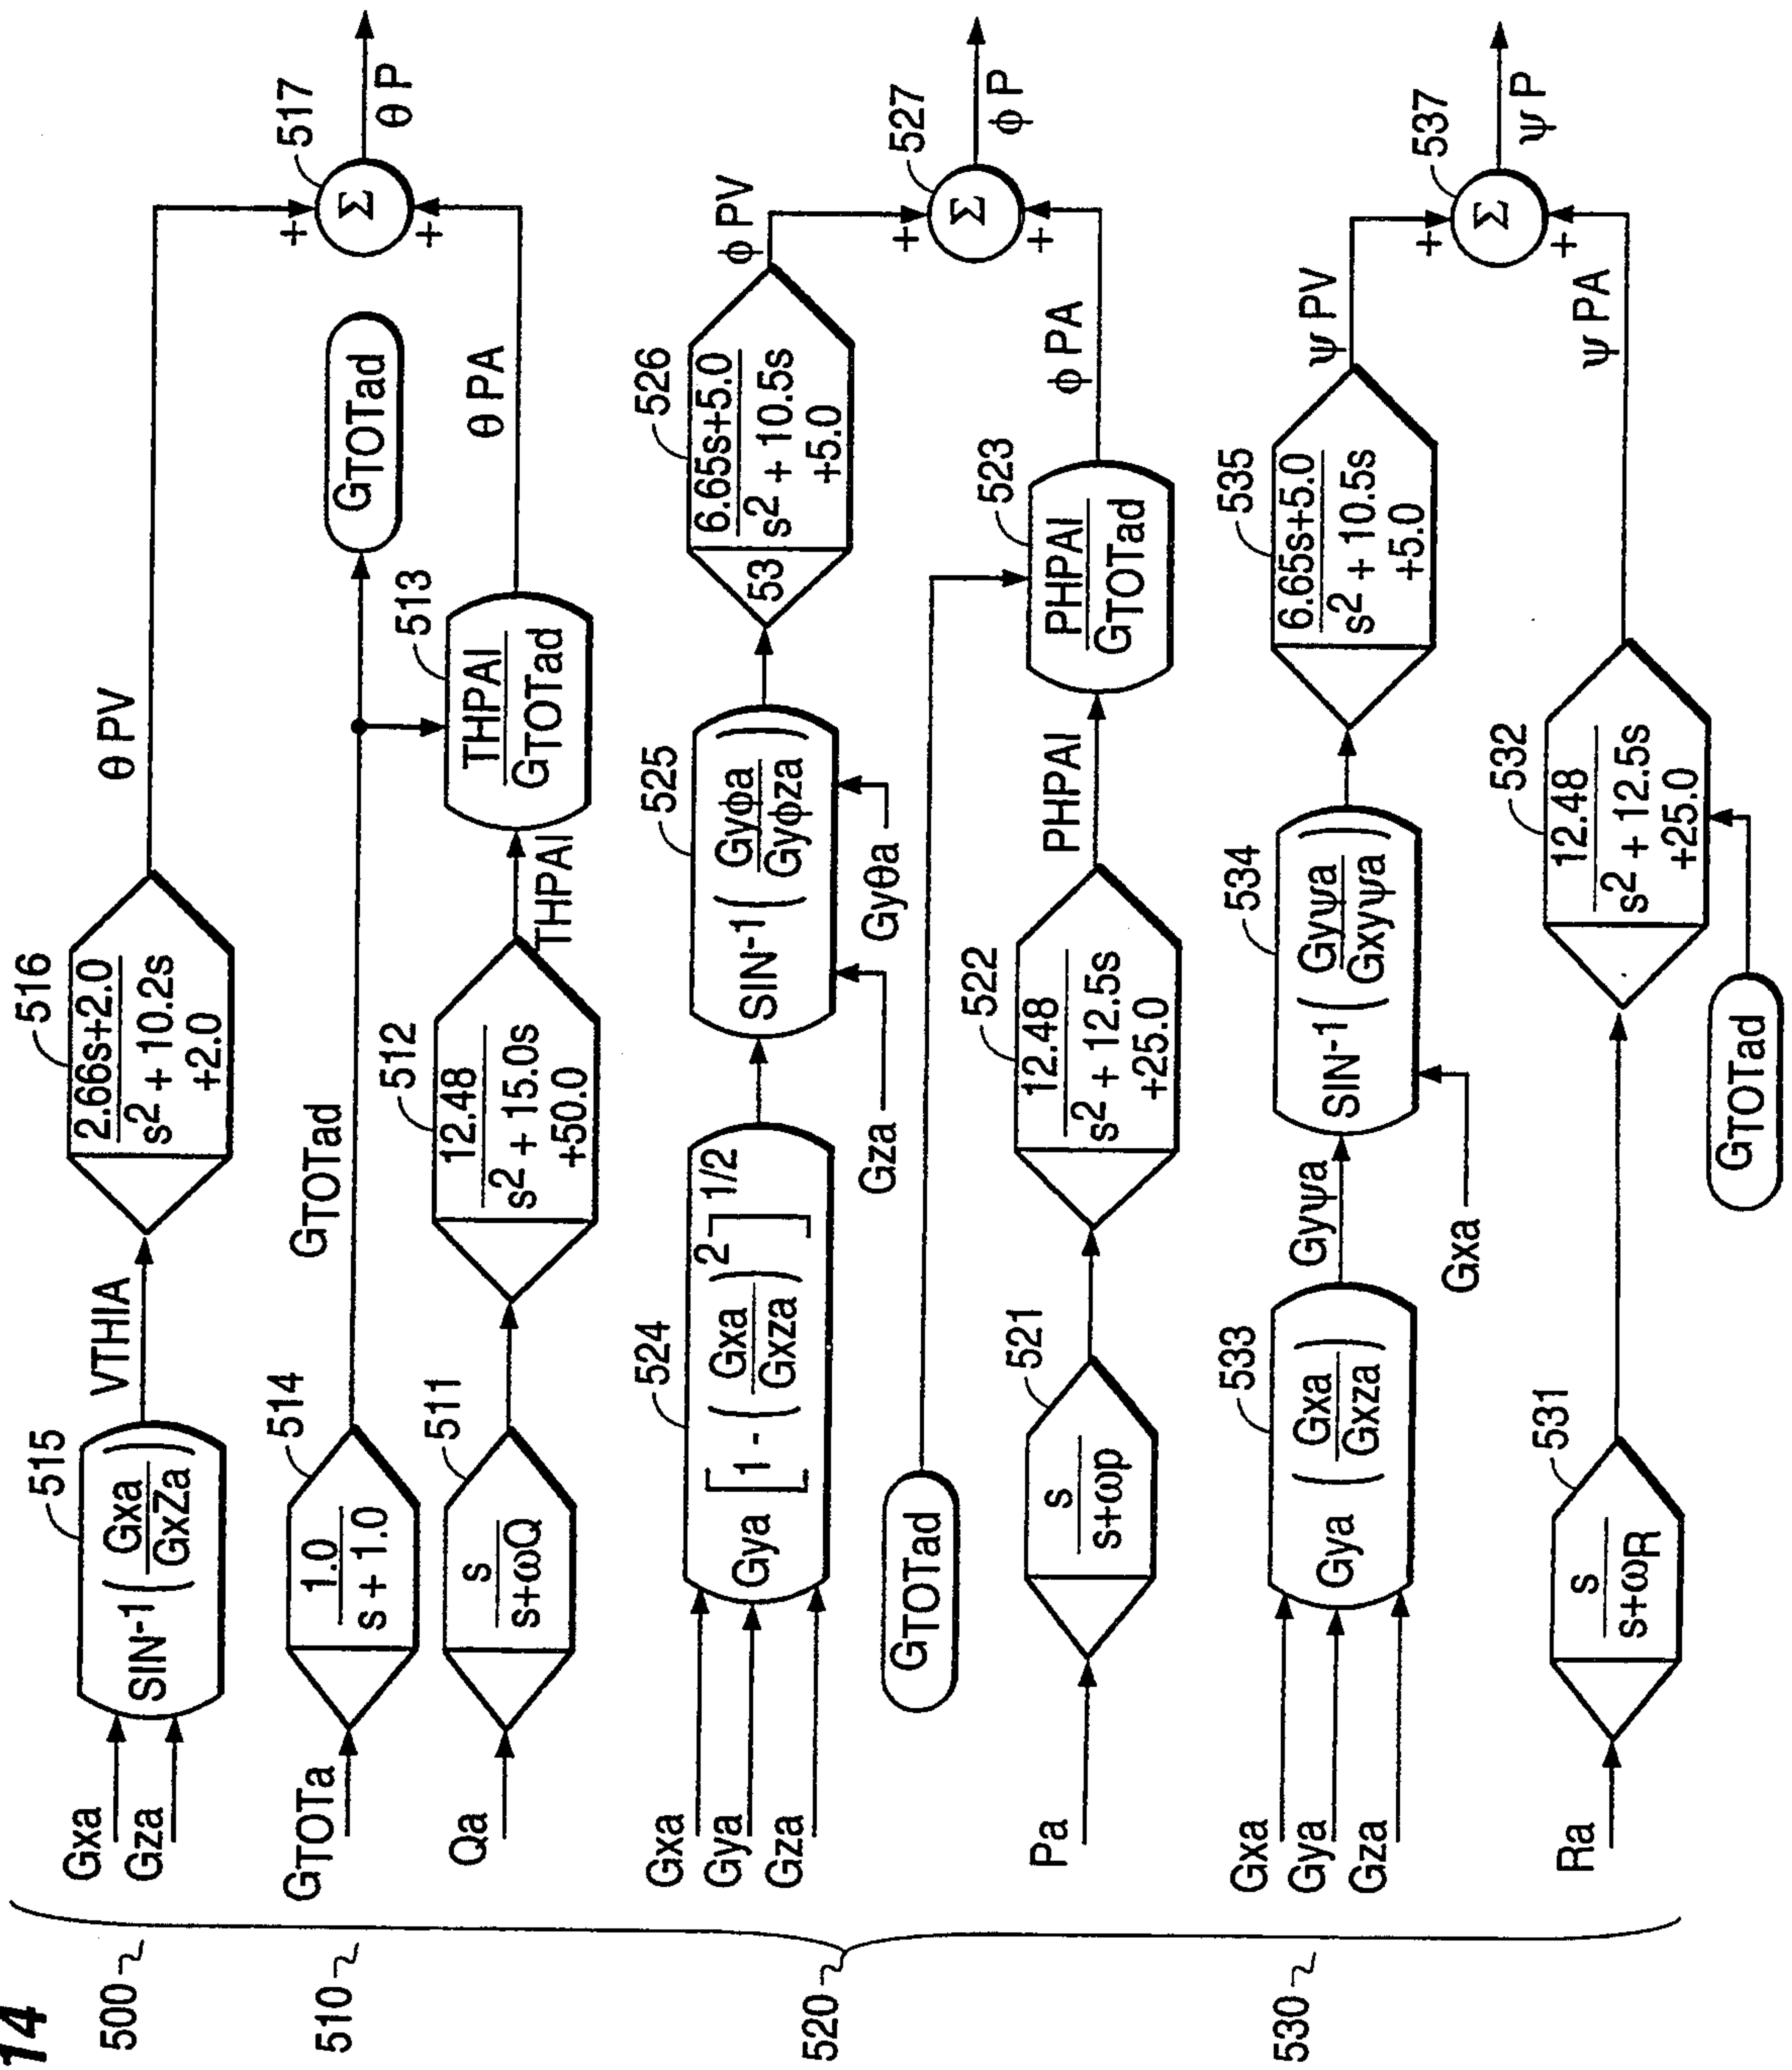 14
500
510
520
530
Gxa
Gza
515
SIN-1 ( Gxa / GxZa )
VTHIA
516
2.66s+2.0
s2 + 10.2s
+2.0
θ PV
517
+
Σ
+
θ P
GTOTa
514
1.0
s + 1.0
GTOTad
GTOTad
Qa
511
s
s+ωQ
512
12.48
s2 + 15.0s
+50.0
THPAI
513
THPAI
GTOTad
θ PA
Gxa
Gya
Gza
524
Gya [ 1 - ( Gxa / Gxza ) 2 ] 1/2
525
SIN-1 ( Gyϕa / Gyϕza )
Gza
Gyθa
53
526
6.65s+5.0
s2 + 10.5s
+5.0
ϕ PV
527
+
Σ
+
ϕ P
GTOTad
Pa
521
s
s+ωp
522
12.48
s2 + 12.5s
+25.0
PHPAI
523
PHPAI
GTOTad
ϕ PA
Gxa
Gya
Gza
533
Gya ( Gxa / Gxza )
Gyψa
Gxa
534
SIN-1 ( Gyψa / Gxyψa )
535
6.65s+5.0
s2 + 10.5s
+5.0
ψ PV
537
+
Σ
+
ψ P
Ra
531
s
s+ωR
532
12.48
s2 + 12.5s
+25.0
GTOTad
ψ PA